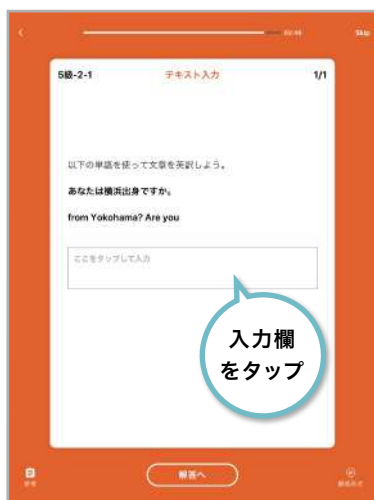 Skip
5級-2-1 テキスト入力 1/1
以下の単語を使って文章を英訳しよう。
あなたは横浜出身ですか。
from Yokohama? Are you
ここをタップして入力
入力欄
をタップ
解答へ